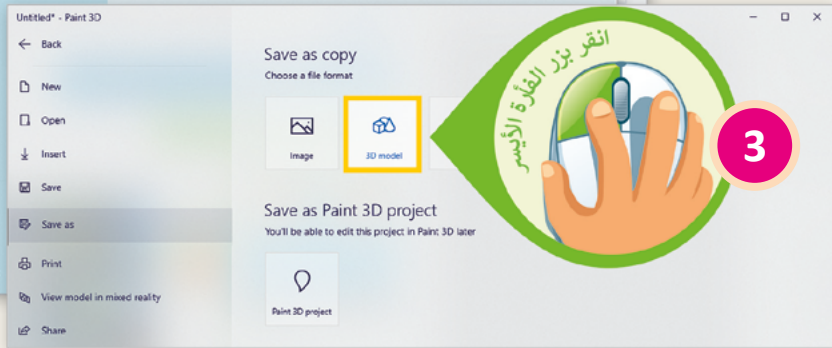 Untitled* - Paint 3D
Back
New
Open
Insert
Save
Save as
Print
View model in mixed reality
Share
Save as copy
Choose a file format
Image
3D model
Save as Paint 3D project
You'll be able to edit this project in Paint 3D later
Paint 3D project
انقر بزر الفأرة الأيسر
3